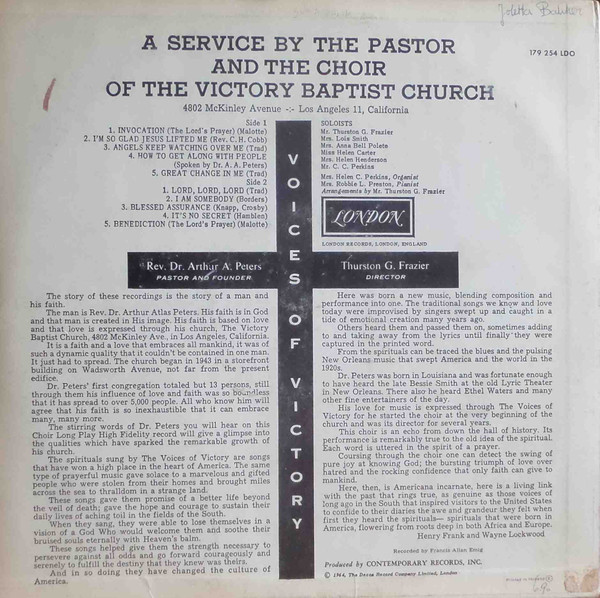 179 254 LDO
A SERVICE BY THE PASTOR
AND THE CHOIR
OF THE VICTORY BAPTIST CHURCH
4802 McKinley Avenue -:- Los Angeles 11, California
Side 1
1. INVOCATION (The Lord's Prayer) (Malotte)
2. I'M SO GLAD JESUS LIFTED ME (Rev. C. H. Cobb)
3. ANGELS KEEP WATCHING OVER ME (Trad)
4. HOW TO GET ALONG WITH PEOPLE
(Spoken by Dr. A. A. Peters)
5. GREAT CHANGE IN ME (Trad)
Side 2
1. LORD, LORD, LORD (Trad)
2. I AM SOMEBODY (Borders)
3. BLESSED ASSURANCE (Knapp, Crosby)
4. IT'S NO SECRET (Hamblen)
5. BENEDICTION (The Lord's Prayer) (Malotte)
VOICES OF VICTORY
SOLOISTS
Mr. Thurston G. Frazier
Mrs. Lois Smith
Mrs. Anna Bell Polete
Miss Helen Carter
Mrs. Helen Henderson
Mr. C. C. Perkins
Mrs. Helen C. Perkins, Organist
Mrs. Robbie L. Preston, Pianist
Arrangements by Mr. Thurston G. Frazier
LONDON
LONDON RECORDS, LONDON, ENGLAND
Rev. Dr. Arthur A. Peters
PASTOR AND FOUNDER
Thurston G. Frazier
DIRECTOR
The story of these recordings is the story of a man and
his faith.
The man is Rev. Dr. Arthur Atlas Peters. His faith is in God
and that man is created in His image. His faith is based on love
and that love is expressed through his church, The Victory
Baptist Church, 4802 McKinley Ave., in Los Angeles, California.
It is a faith and a love that embraces all mankind, it was of
such a dynamic quality that it couldn't be contained in one man.
It just had to spread. The church began in 1943 in a storefront
building on Wadsworth Avenue, not far from the present
edifice.
Dr. Peters' first congregation totaled but 13 persons, still
through them his influence of love and faith was so boundless
that it has spread to over 5,000 people. All who know him will
agree that his faith is so inexhaustible that it can embrace
many, many more.
The stirring words of Dr. Peters you will hear on this
Choir Long Play High Fidelity record will give a glimpse into
the qualities which have sparked the remarkable growth of
his church.
The spirituals sung by The Voices of Victory are songs
that have won a high place in the heart of America. The same
type of prayerful music gave solace to a marvelous and gifted
people who were stolen from their homes and brought miles
across the sea to thralldom in a strange land.
These songs gave them promise of a better life beyond
the veil of death; gave the hope and courage to sustain their
daily lives of aching toil in the fields of the South.
When they sang, they were able to lose themselves in a
vision of a God Who would welcome them and soothe their
bruised souls eternally with Heaven's balm.
These songs helped give them the strength necessary to
persevere against all odds and go forward courageously and
serenely to fulfill the destiny that they knew was theirs.
And in so doing they have changed the culture of
America.
Here was born a new music, blending composition and
performance into one. The traditional songs we know and love
today were improvised by singers swept up and caught in a
tide of emotional creation many years ago.
Others heard them and passed them on, sometimes adding
to and taking away from the lyrics until finally they were
captured in the printed word.
From the spirituals can be traced the blues and the pulsing
New Orleans music that swept America and the world in the
1920s.
Dr. Peters was born in Louisiana and was fortunate enough
to have heard the late Bessie Smith at the old Lyric Theater
in New Orleans. There also he heard Ethel Waters and many
other fine entertainers of the day.
His love for music is expressed through The Voices of
Victory for he started the choir at the very beginning of the
church and was its director for several years.
This choir is an echo from down the hall of history. Its
performance is remarkably true to the old idea of the spiritual.
Each word is uttered in the spirit of a prayer.
Coursing through the choir one can detect the swing of
pure joy at knowing God; the bursting triumph of love over
hatred and the rocking confidence that only faith can give to
mankind.
Here, then, is Americana incarnate, here is a living link
with the past that rings true, as genuine as those voices of
long ago in the South that inspired visitors to the United States
to confide to their diaries the awe and grandeur they felt when
first they heard the spirituals— spirituals that were born in
America, flowering from roots deep in both Africa and Europe.
Henry Frank and Wayne Lockwood
Recorded by Francis Allan
Produced by CONTEMPORARY RECORDS, INC.
© 1964, The Decca Record Company Limited, London